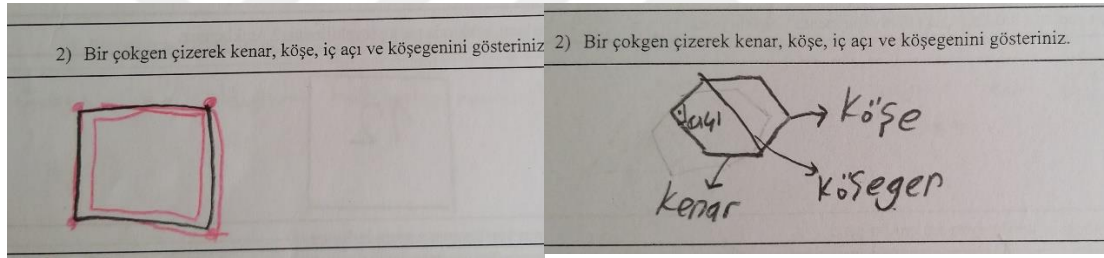 2) Bir çokgen çizerek kenar, köşe, iç açı ve köşegenini gösteriniz
2) Bir çokgen çizerek kenar, köşe, iç açı ve köşegenini gösteriniz.
köşe
açı
köşegen
kenar